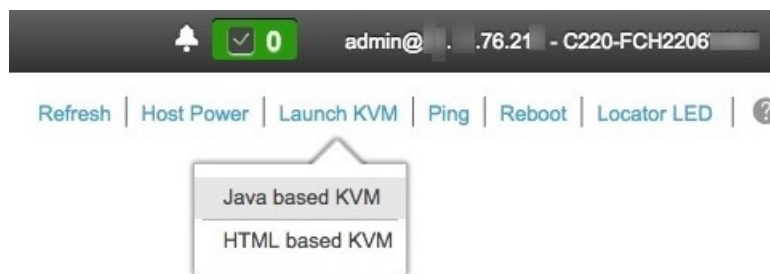 0 admin@ . .76.21 - C220-FCH2206
Refresh | Host Power | Launch KVM | Ping | Reboot | Locator LED | ?
Java based KVM
HTML based KVM